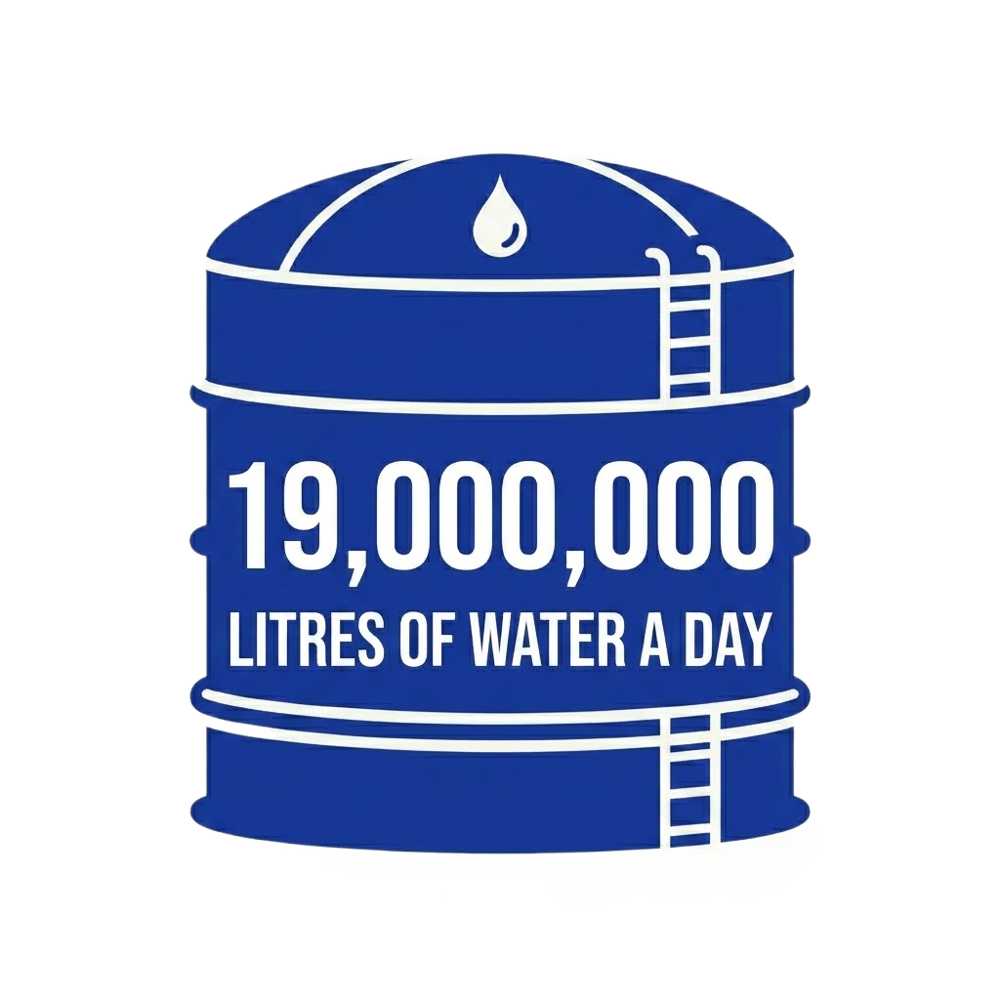 19,000,000
LITRES OF WATER A DAY